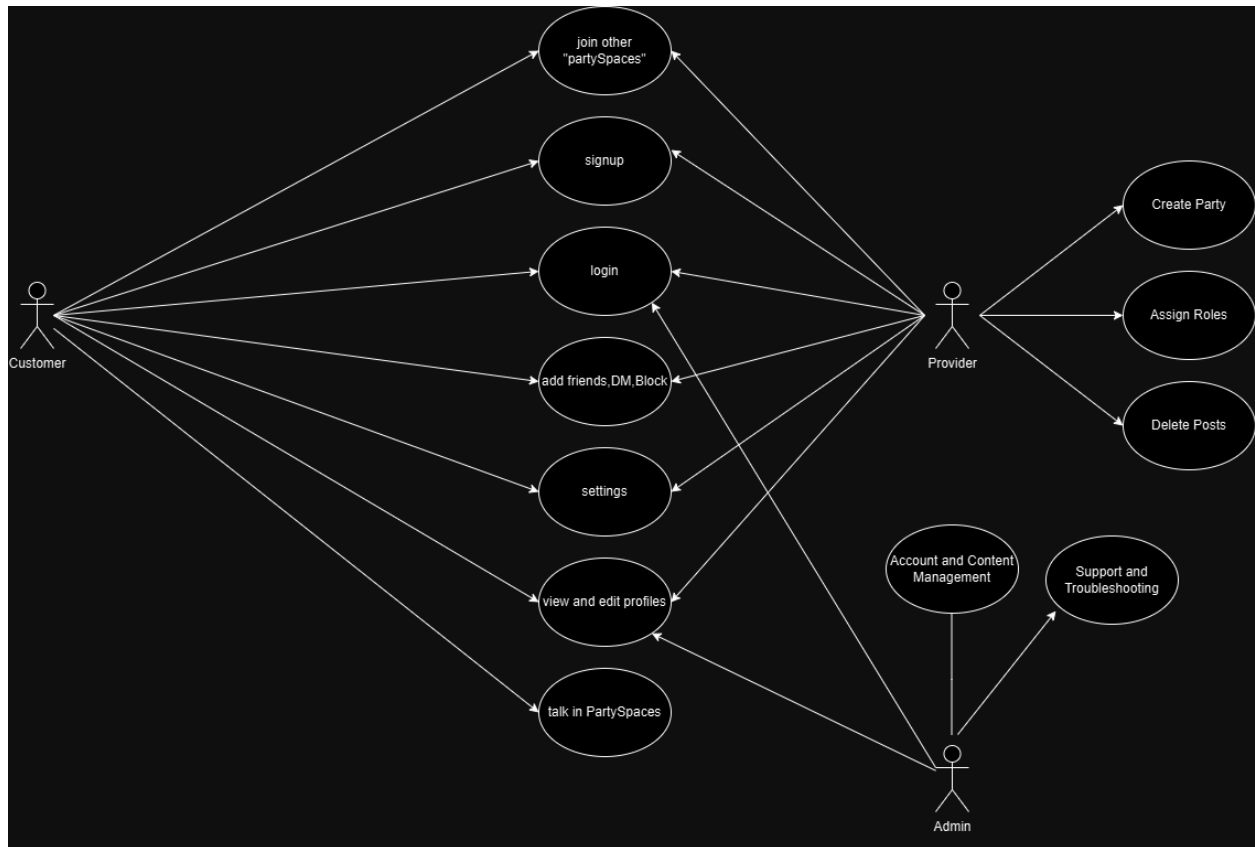 join other
"partySpaces"
signup
Create Party
login
Customer
Provider
Assign Roles
add friends,DM,Block
Delete Posts
settings
Account and Content
Management
Support and
Troubleshooting
view and edit profiles
talk in PartySpaces
Admin